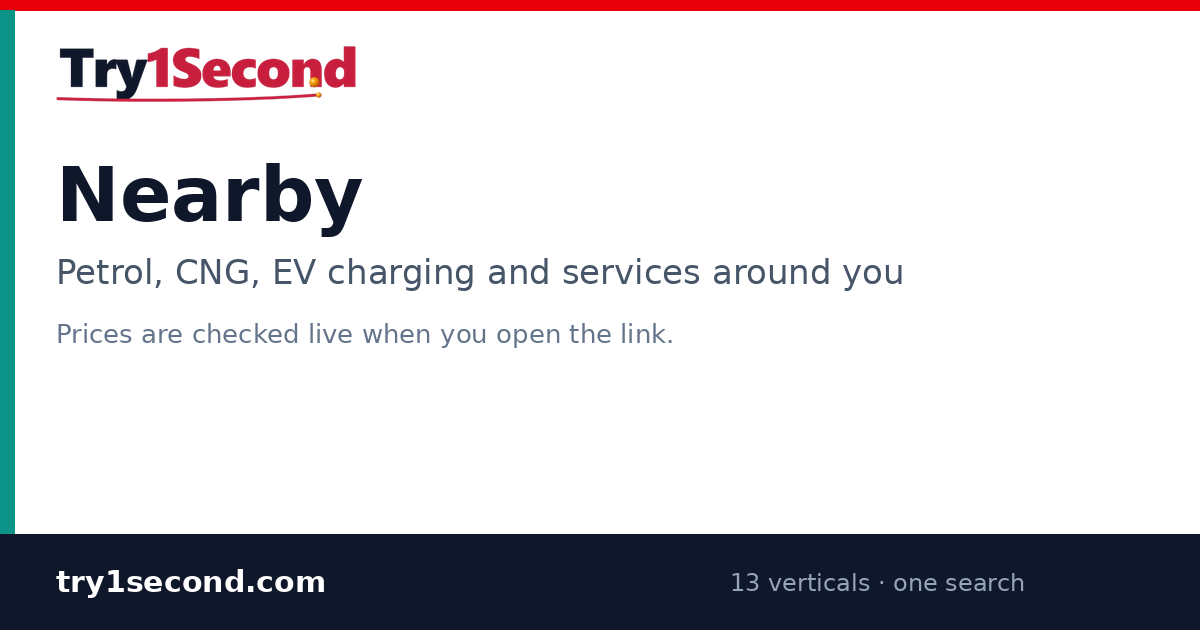 Try1Second
Nearby
Petrol, CNG, EV charging and services around you
Prices are checked live when you open the link.
try1second.com
13 verticals · one search